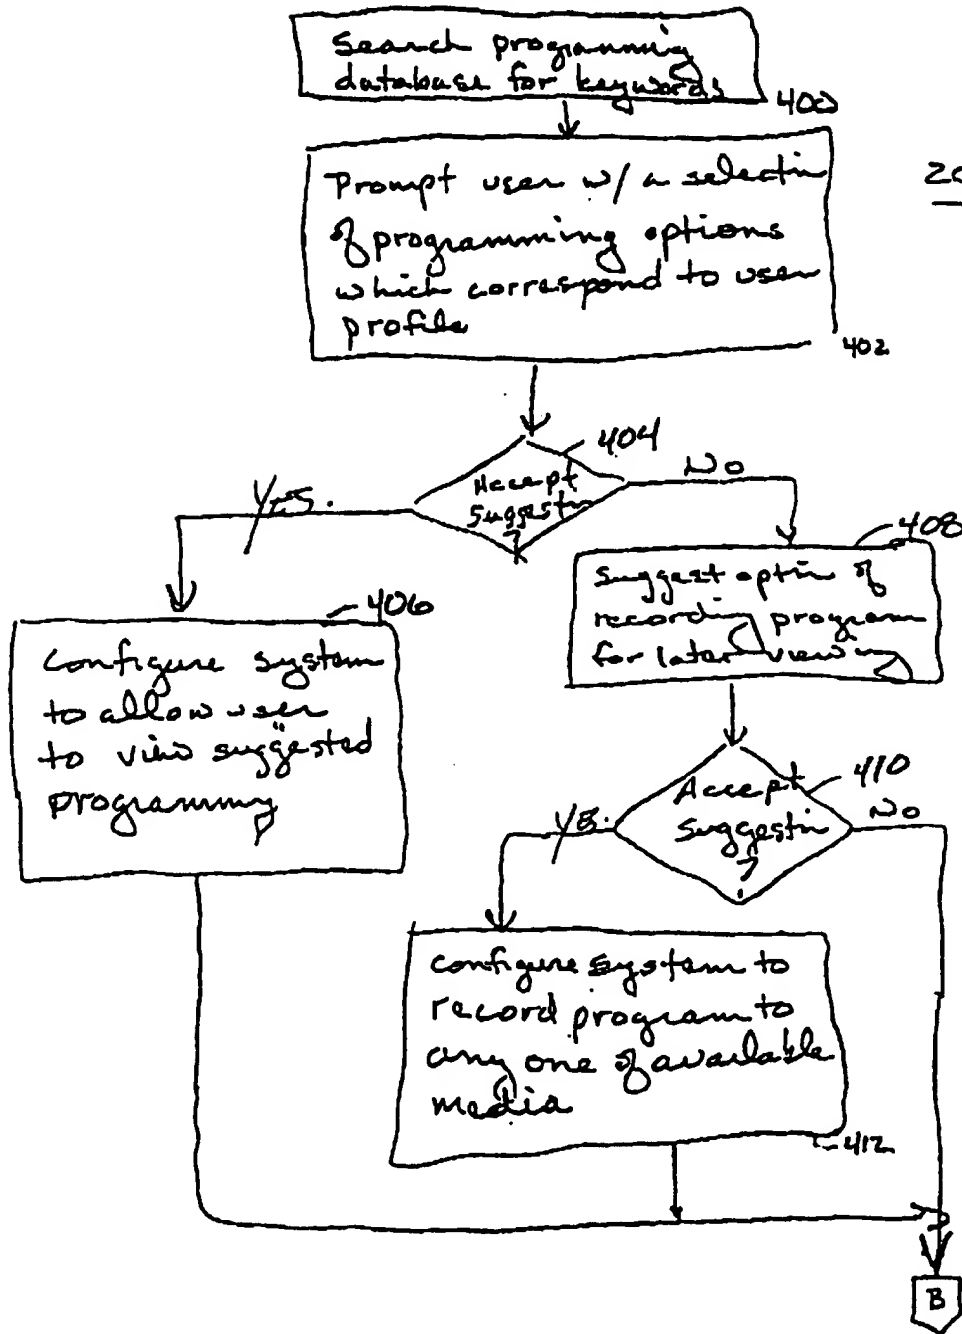 Search programming
database for keywords
400
Prompt user w/ a selection
of programming options
which correspond to user
profile
402
404
Accept
Suggestion
?
Yes.
No
406
Configure system
to allow user
to view suggested
programming
408
Suggest option of
recording program
for later viewing
410
Accept
Suggestion
?
Yes.
No
configure system to
record program to
any one of available
media
412
B